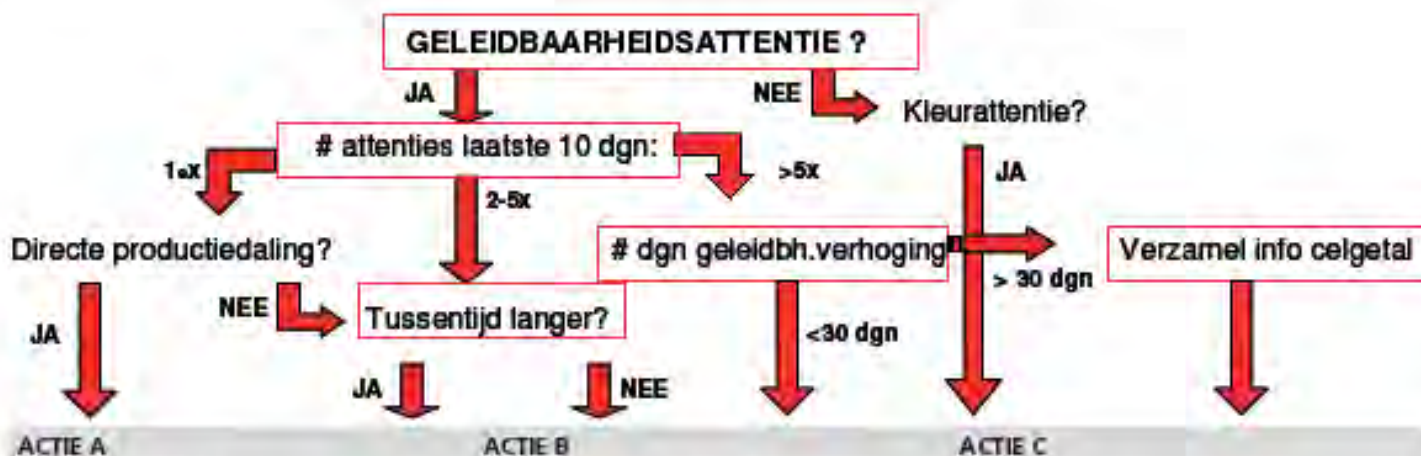 GELEIDBAARHEIDSATTENTIE ?
JA
NEE
Kleurattentie?
# attenties laatste 10 dgn:
1ex
>5x
JA
2-5x
Directe productiedaling?
# dgn geleidbh.verhoging
Verzamel info celgetal
> 30 dgn
NEE
Tussentijd langer?
JA
<30 dgn
JA
NEE
ACTIE A
ACTIE B
ACTIE C